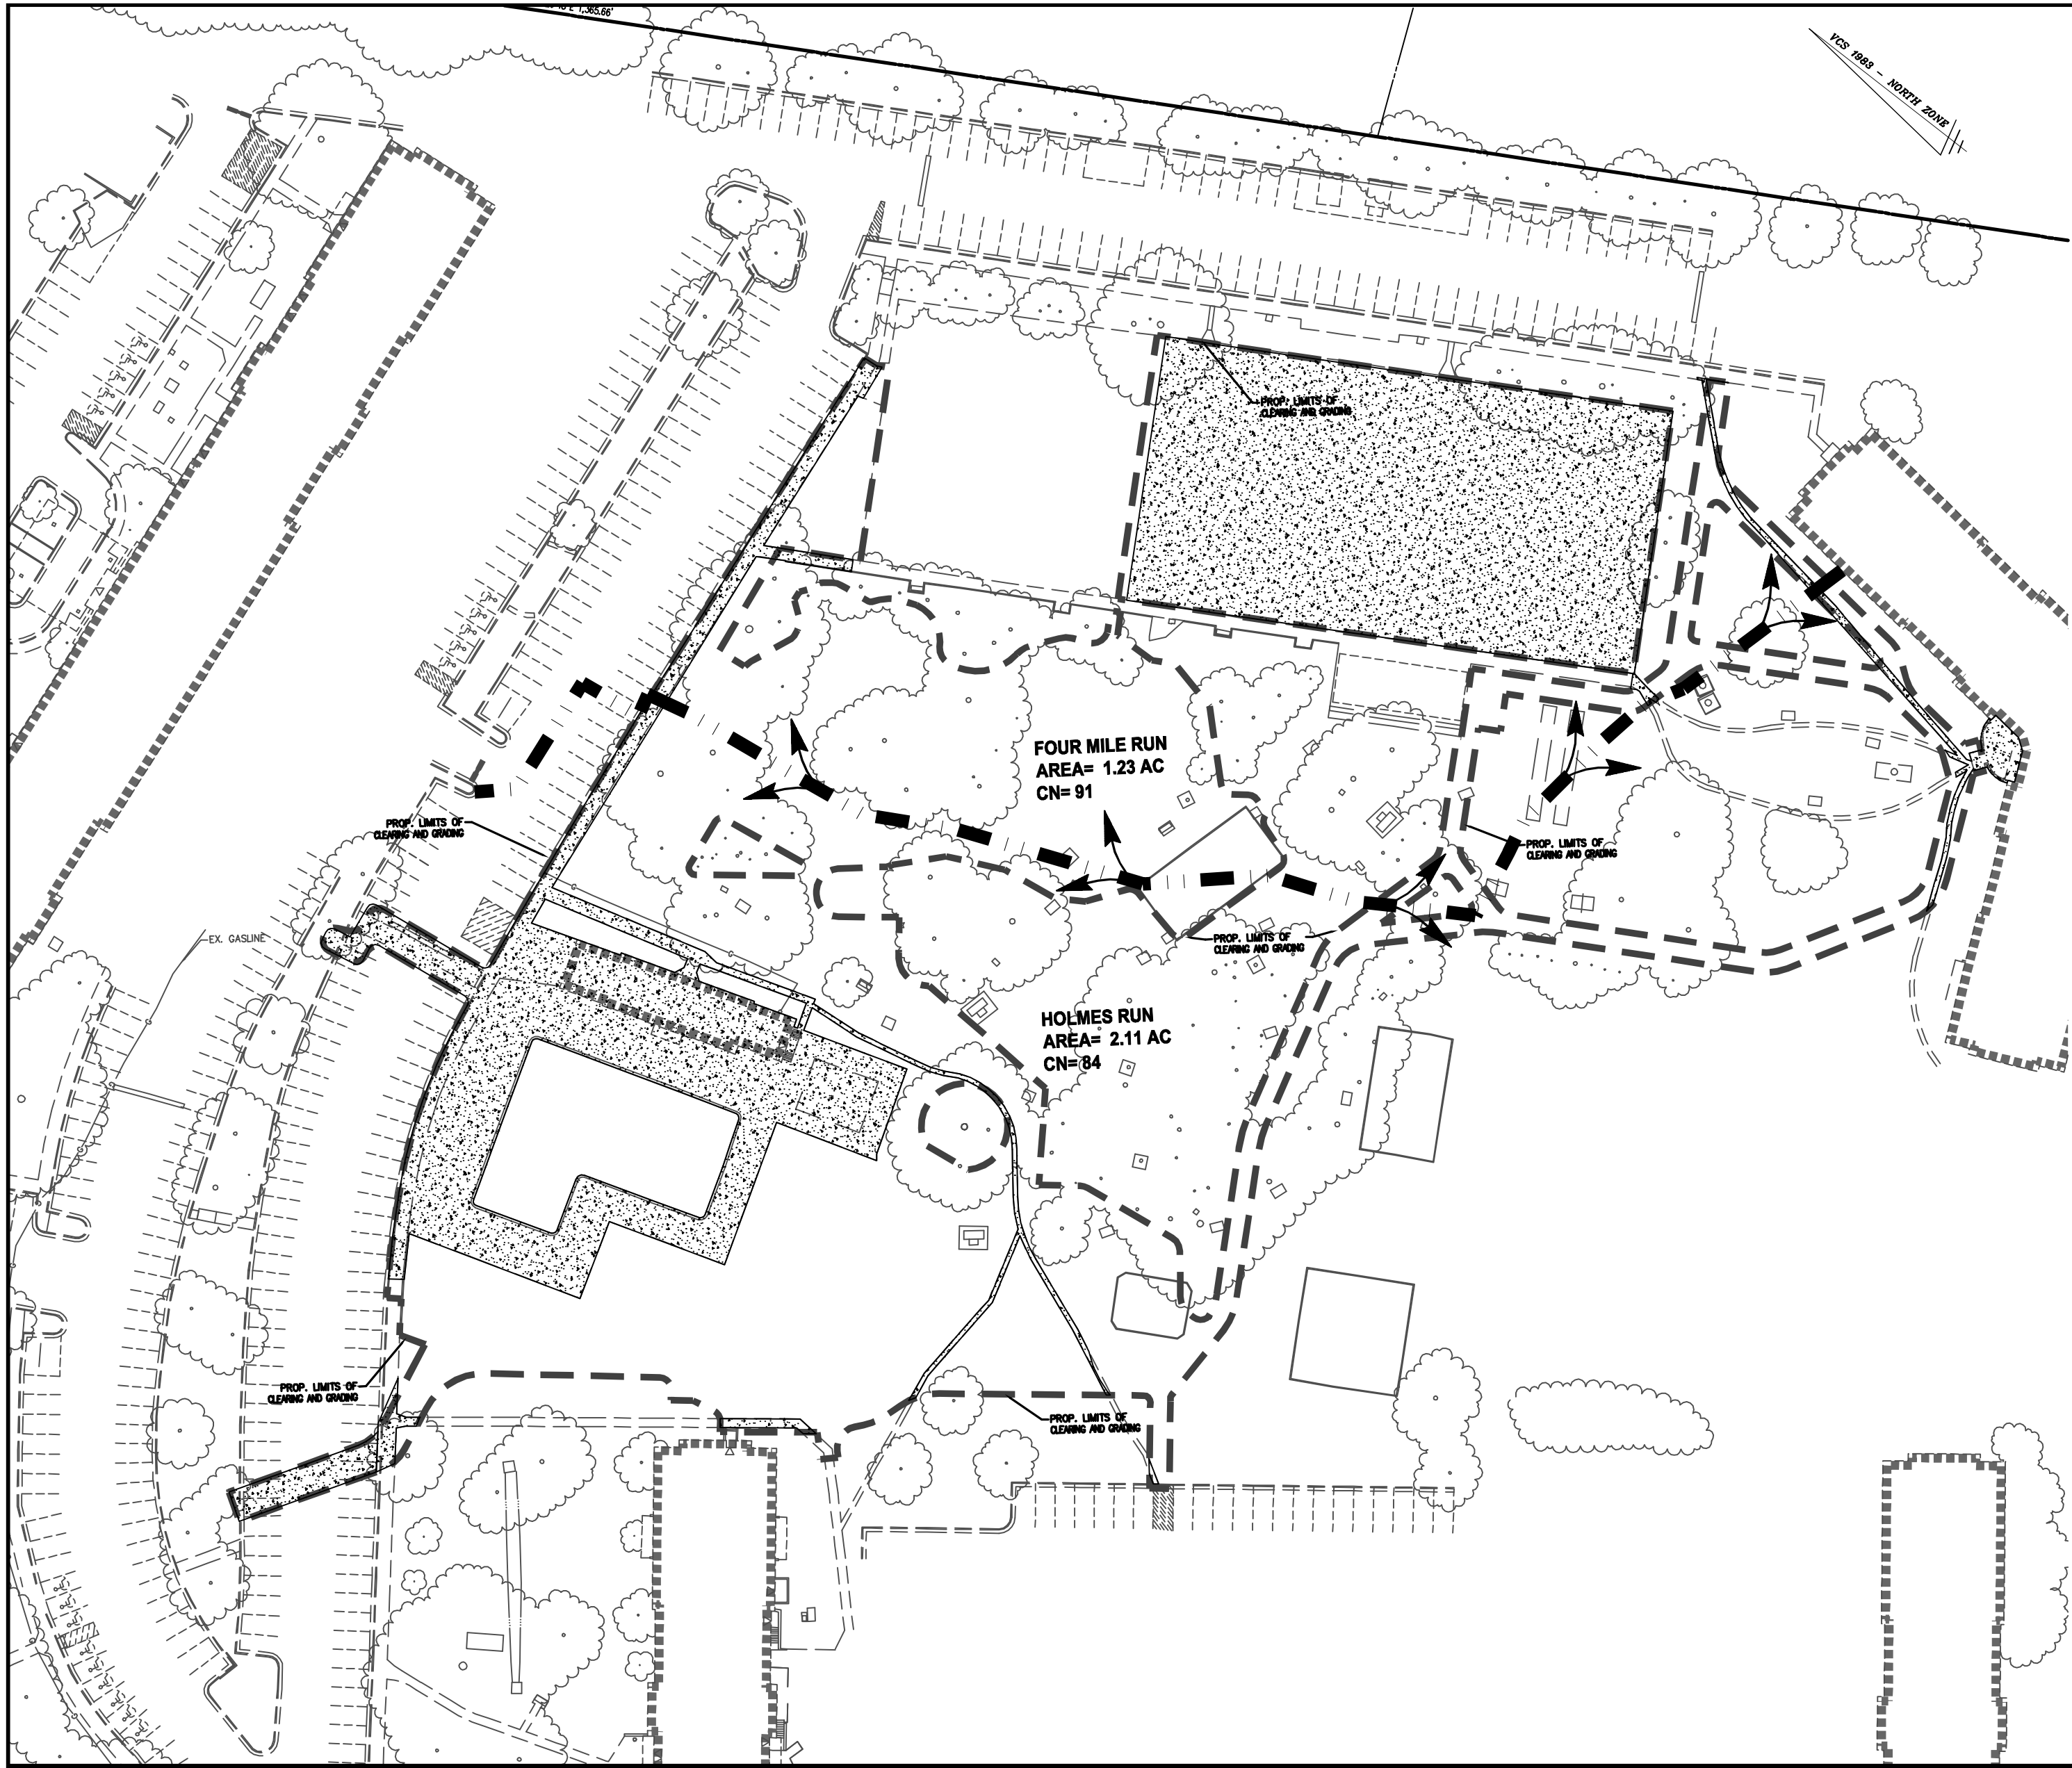 1,365.66'
VCS 1983 - NORTH ZONE
PROP. LIMITS OF
CLEARING AND GRADING
FOUR MILE RUN
AREA= 1.23 AC
CN= 91
PROP. LIMITS OF
CLEARING AND GRADING
PROP. LIMITS OF
CLEARING AND GRADING
EX. GASLINE
PROP. LIMITS OF
CLEARING AND GRADING
HOLMES RUN
AREA= 2.11 AC
CN= 84
PROP. LIMITS OF
CLEARING AND GRADING
PROP. LIMITS OF
CLEARING AND GRADING